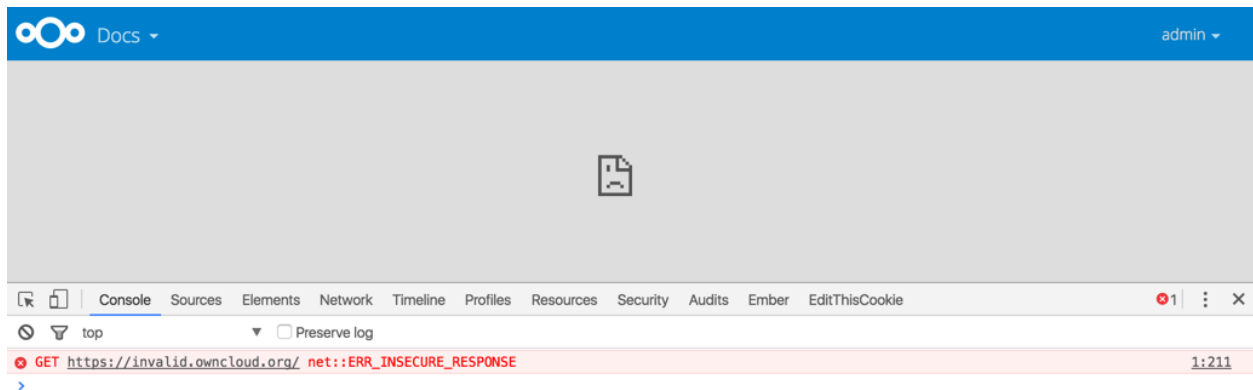 Docs admin
Console Sources Elements Network Timeline Profiles Resources Security Audits Ember EditThisCookie 1
top Preserve log
GET https://invalid.owncloud.org/ net::ERR_INSECURE_RESPONSE 1:211